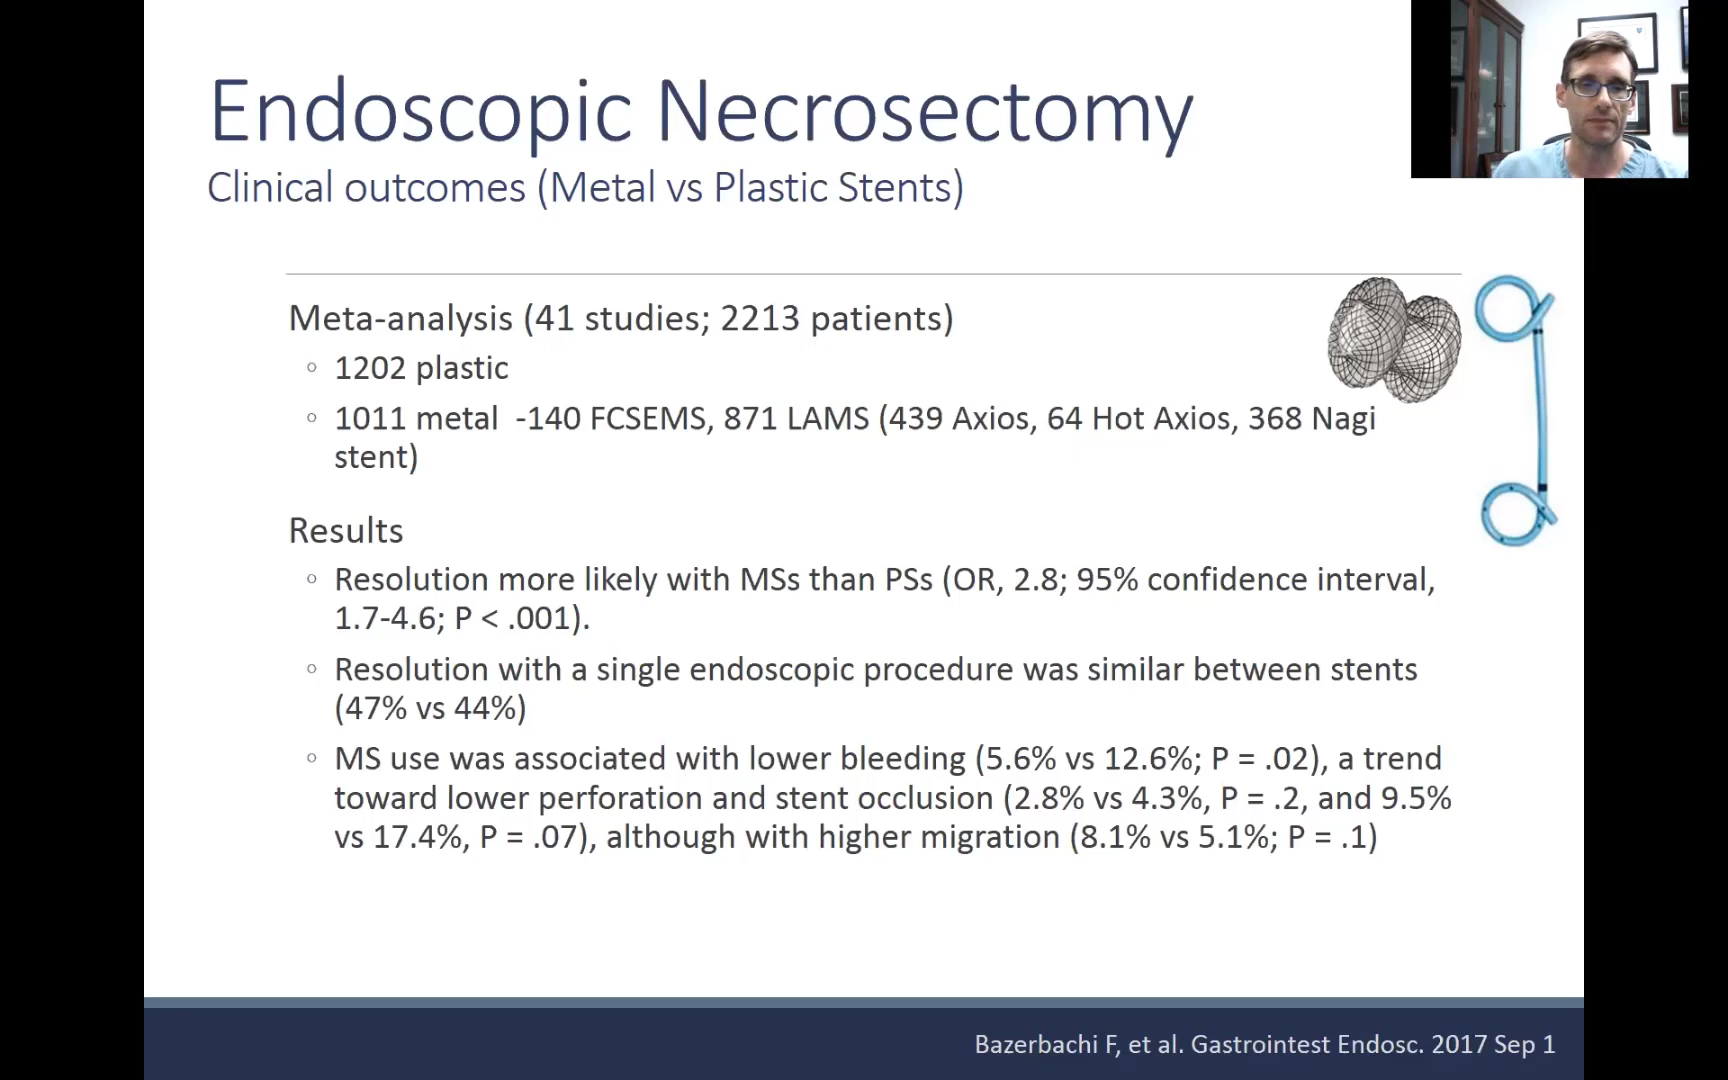 Endoscopic Necrosectomy
Clinical outcomes (Metal vs Plastic Stents)
Meta-analysis (41 studies; 2213 patients)
◦ 1202 plastic
◦ 1011 metal -140 FCSEMS, 871 LAMS (439 Axios, 64 Hot Axios, 368 Nagi
stent)
Results
◦ Resolution more likely with MSs than PSs (OR, 2.8; 95% confidence interval,
1.7-4.6; P < .001).
◦ Resolution with a single endoscopic procedure was similar between stents
(47% vs 44%)
◦ MS use was associated with lower bleeding (5.6% vs 12.6%; P = .02), a trend
toward lower perforation and stent occlusion (2.8% vs 4.3%, P = .2, and 9.5%
vs 17.4%, P = .07), although with higher migration (8.1% vs 5.1%; P = .1)
Bazerbachi F, et al. Gastrointest Endosc. 2017 Sep 1